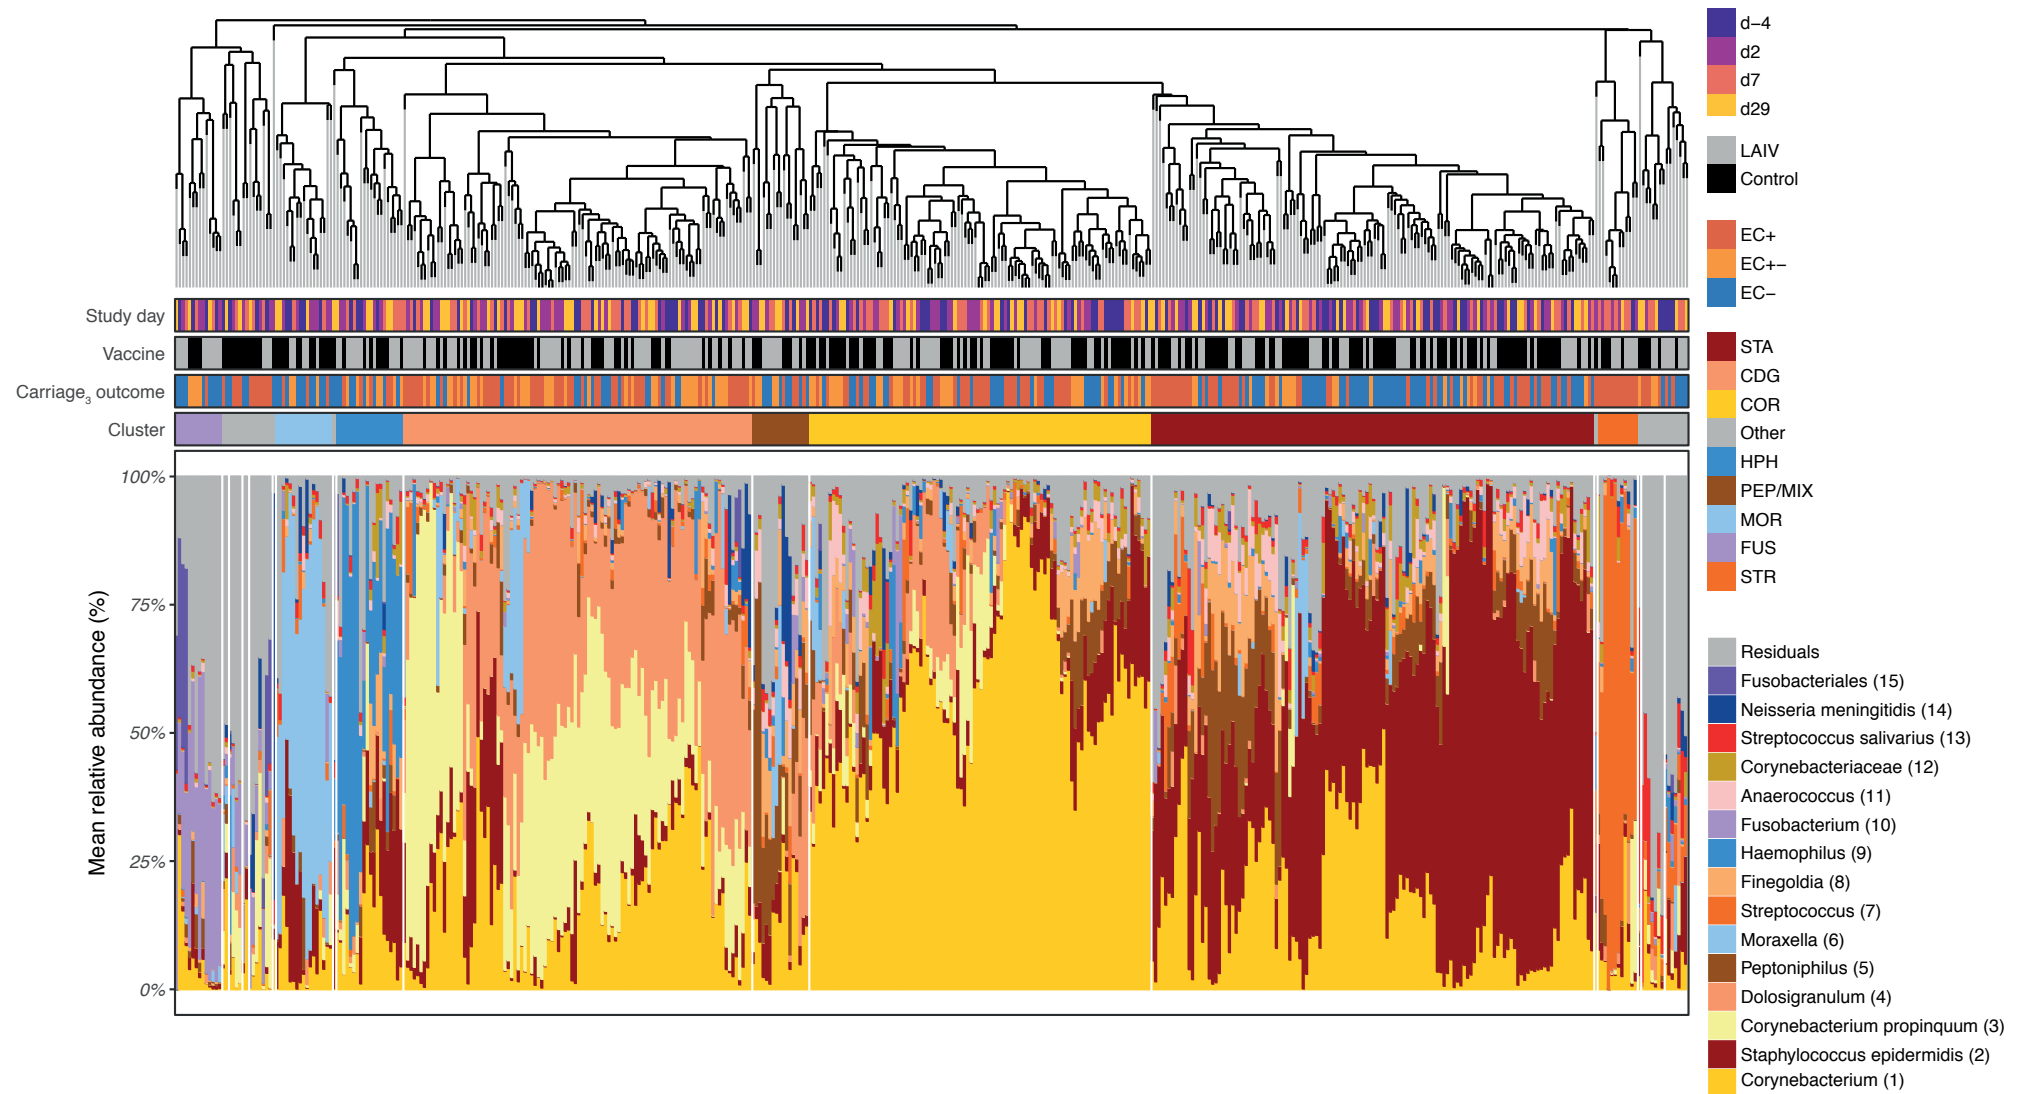 d−4
d2
d7
d29
LAIV
Control
EC+
EC+−
EC−
Study day
Vaccine
Carriage3 outcome
Cluster
STA
CDG
COR
Other
HPH
PEP/MIX
MOR
FUS
STR
100%
75%
50%
25%
0%
Mean relative abundance (%)
Residuals
Fusobacteriales (15)
Neisseria meningitidis (14)
Streptococcus salivarius (13)
Corynebacteriaceae (12)
Anaerococcus (11)
Fusobacterium (10)
Haemophilus (9)
Finegoldia (8)
Streptococcus (7)
Moraxella (6)
Peptoniphilus (5)
Dolosigranulum (4)
Corynebacterium propinquum (3)
Staphylococcus epidermidis (2)
Corynebacterium (1)